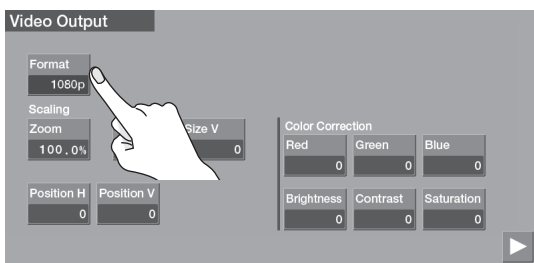 Video Output
Format
1080p
Scaling
Zoom
100.0%
Size V
0
Position H
0
Position V
0
Color Correction
Red
0
Green
0
Blue
0
Brightness
0
Contrast
0
Saturation
0